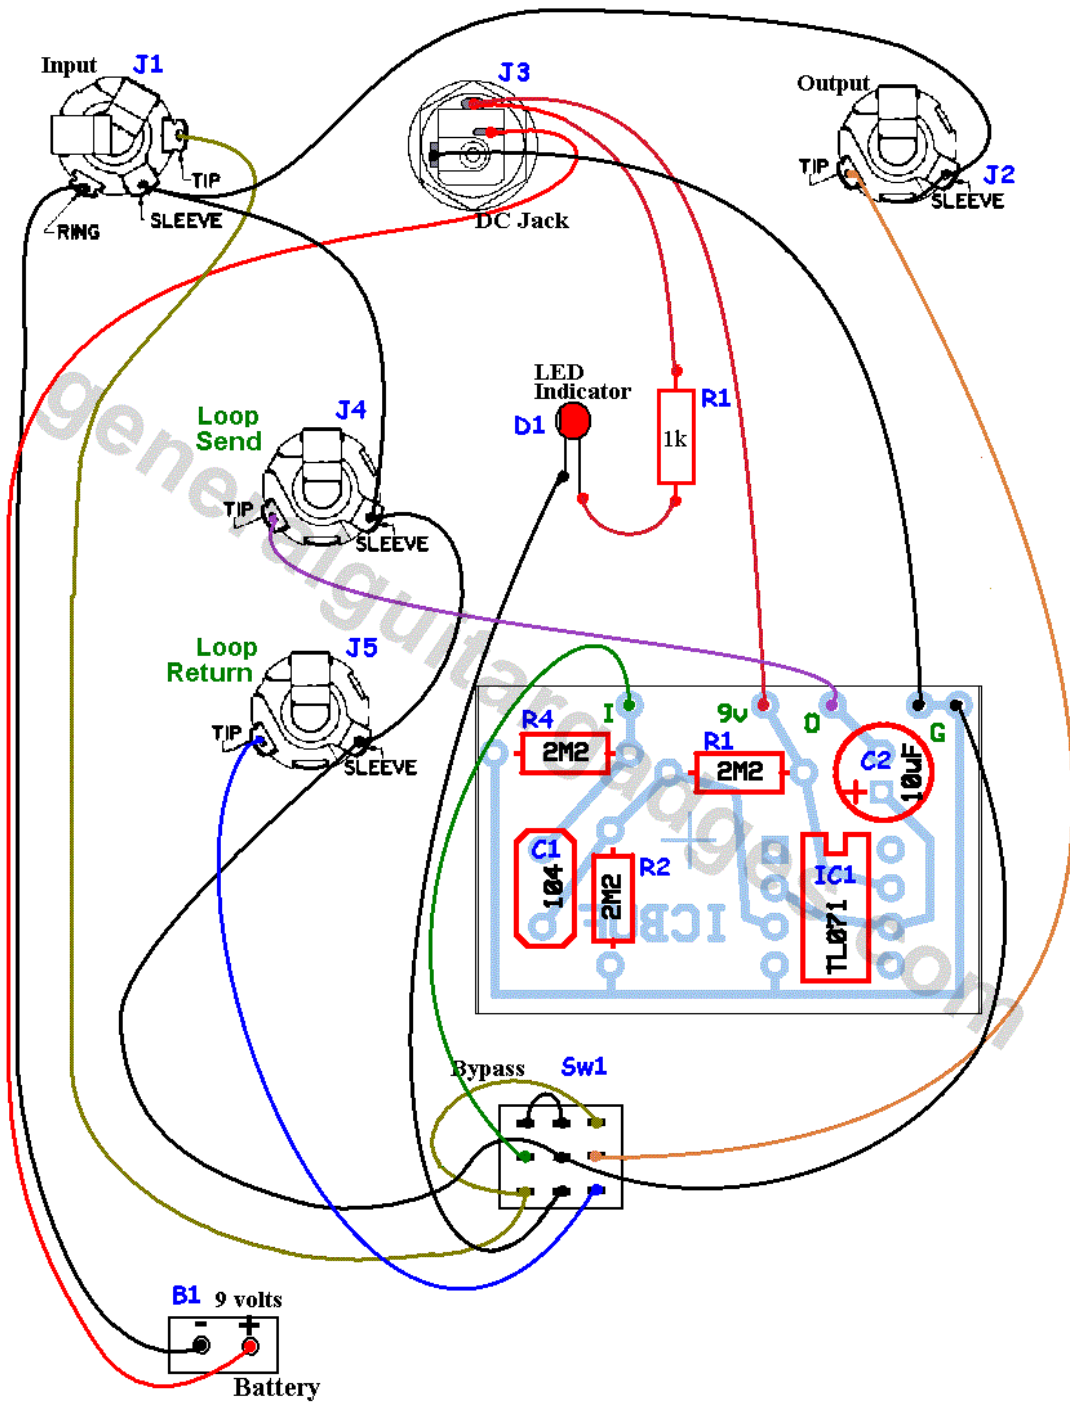 Input
J1
TIP
RING
SLEEVE
J3
DC Jack
Output
TIP
J2
SLEEVE
LED
Indicator
D1
R1
1k
Loop
Send
J4
TIP
SLEEVE
Loop
Return
J5
TIP
SLEEVE
generalguitargadges.com
I
9v
O
G
R4
2M2
R1
2M2
C2
10uF
+
C1
104
R2
2M2
IC1
TL071
ICBUF
Bypass
Sw1
B1
9 volts
- +
Battery